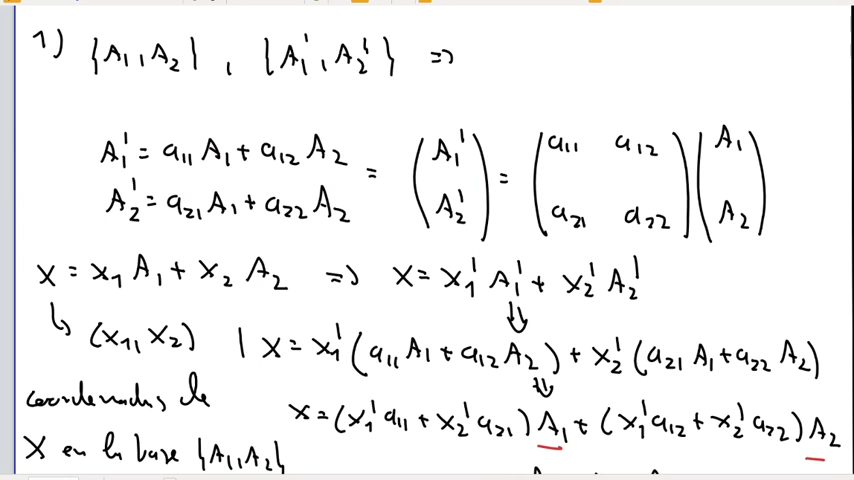 1) {A1, A2}, {A1', A2'} =>
A1' = a11 A1 + a12 A2
A2' = a21 A1 + a22 A2
= (A1' A2') = (a11 a12 a21 a22) (A1 A2)
X = x1 A1 + x2 A2 => X = x1' A1' + x2' A2'
↳ (x1, x2) | X = x1' (a11 A1 + a12 A2) + x2' (a21 A1 + a22 A2)
coordenadas de
X = (x1' a11 + x2' a21) A1 + (x1' a12 + x2' a22) A2
X en la base {A1, A2}